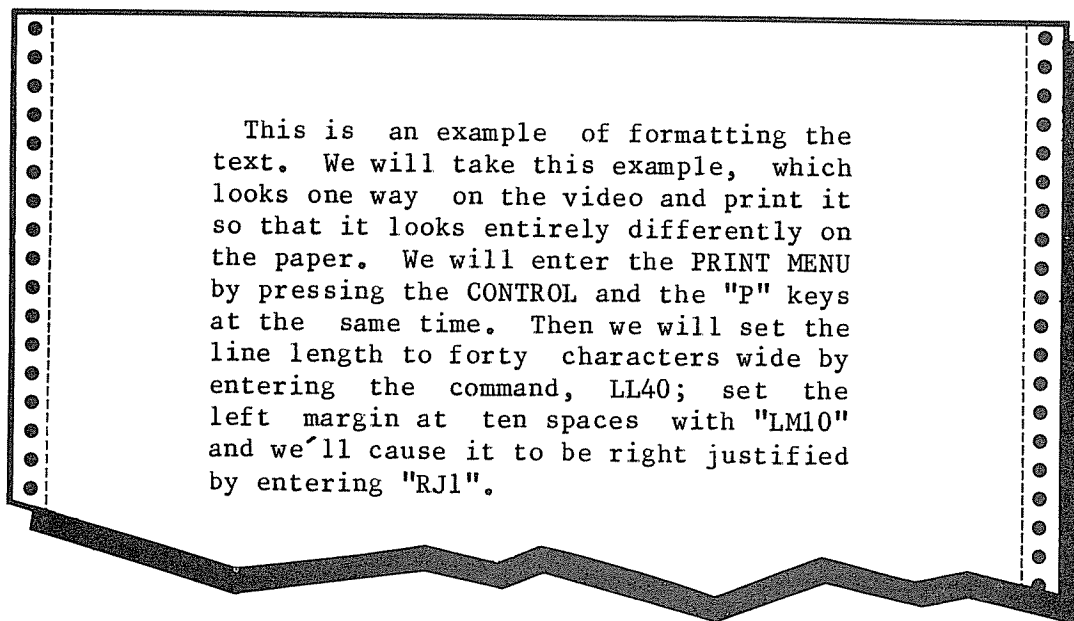 This is an example of formatting the
text. We will take this example, which
looks one way on the video and print it
so that it looks entirely differently on
the paper. We will enter the PRINT MENU
by pressing the CONTROL and the "P" keys
at the same time. Then we will set the
line length to forty characters wide by
entering the command, LL40; set the
left margin at ten spaces with "LM10"
and we'll cause it to be right justified
by entering "RJ1".